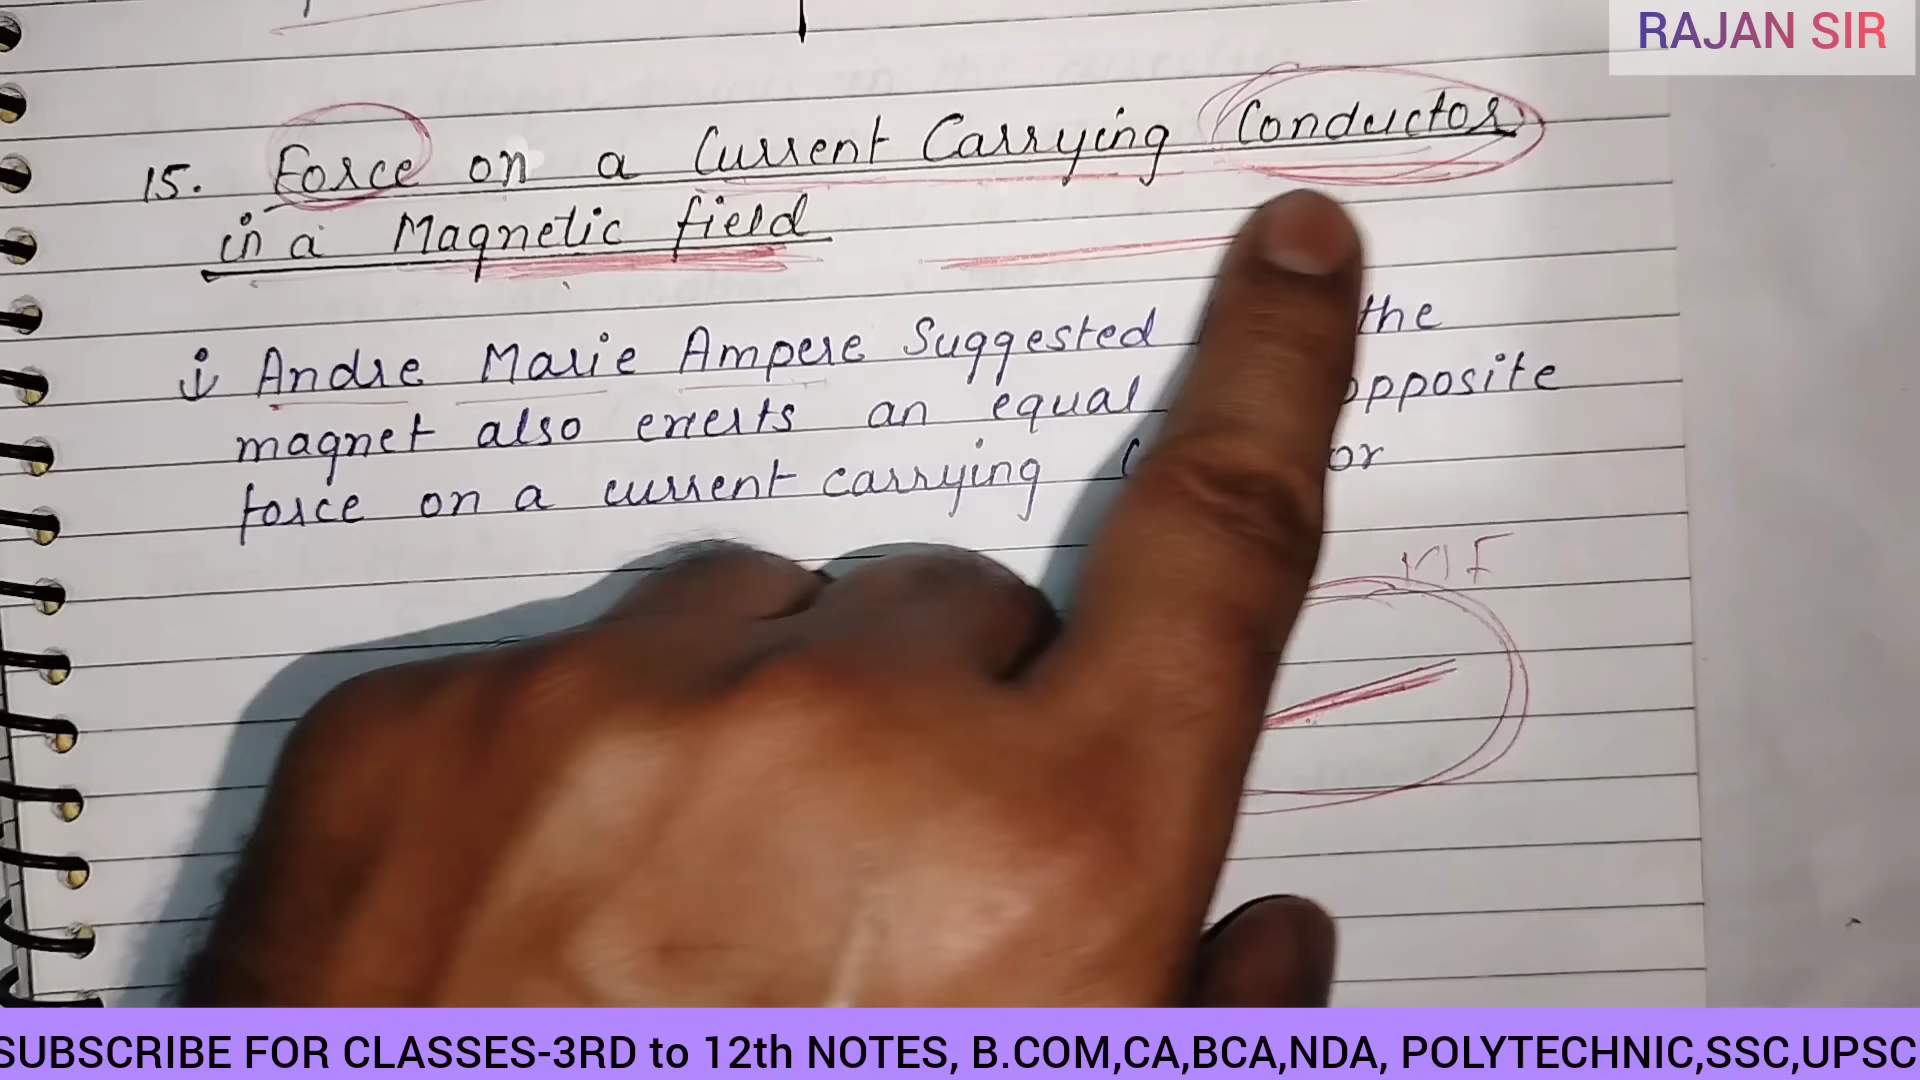 RAJAN SIR
15. Force on a Current Carrying Conductor
in a Magnetic field
i Andre Marie Ampere Suggested the
magnet also exerts an equal opposite
force on a current carrying or
MF
SUBSCRIBE FOR CLASSES-3RD to 12th NOTES, B.COM,CA,BCA,NDA, POLYTECHNIC,SSC,UPSC